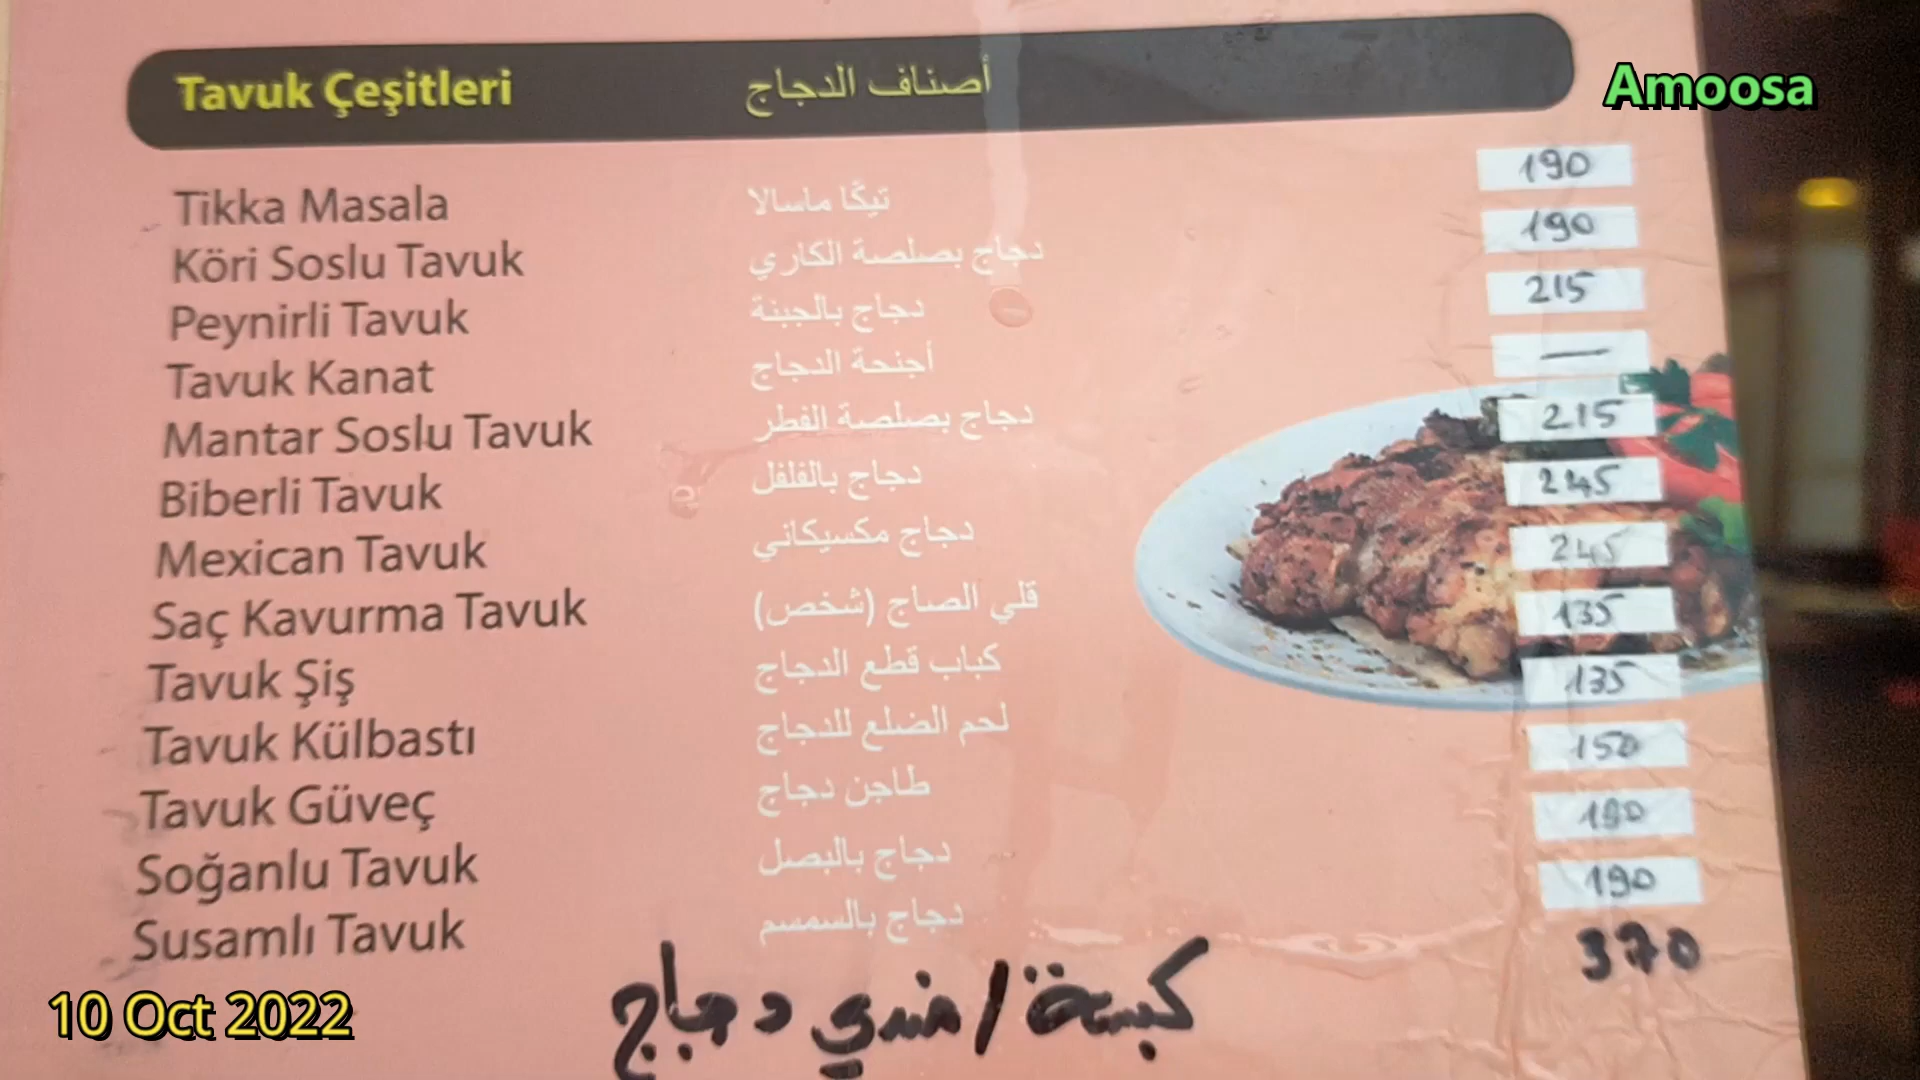 Amoosa
Tavuk Çeşitleri أصناف الدجاج
Tikka Masala تيكّا ماسالا 190
Köri Soslu Tavuk دجاج بصلصة الكاري 190
Peynirli Tavuk دجاج بالجبنة 215
Tavuk Kanat أجنحة الدجاج —
Mantar Soslu Tavuk دجاج بصلصة الفطر 215
Biberli Tavuk دجاج بالفلفل 245
Mexican Tavuk دجاج مكسيكاني 245
Saç Kavurma Tavuk قلي الصاج (شخص) 135
Tavuk Şiş كباب قطع الدجاج 135
Tavuk Külbastı لحم الضلع للدجاج 150
Tavuk Güveç طاجن دجاج
Soğanlu Tavuk دجاج بالبصل 190
Susamlı Tavuk دجاج بالسمسم
370
كبسة / مندي دجاج
10 Oct 2022